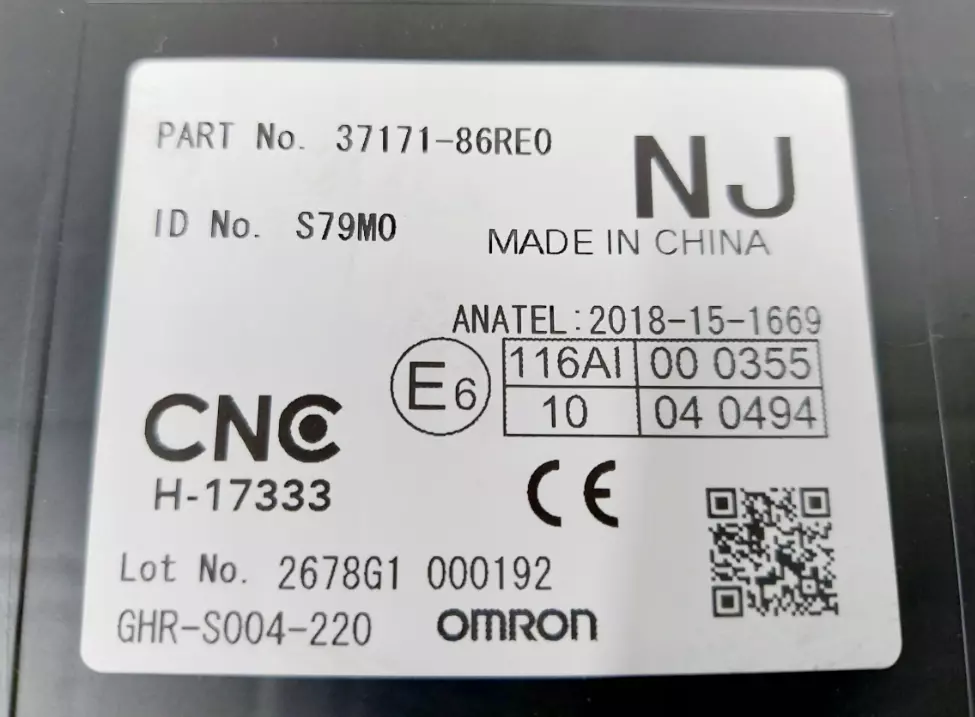 PART No. 37171-86RE0
NJ
ID No. S79M0
MADE IN CHINA
ANATEL:2018-15-1669
E6
116AI 00 0355
10 04 0494
CNC
H-17333
CE
Lot No. 2678G1 000192
GHR-S004-220
OMRON